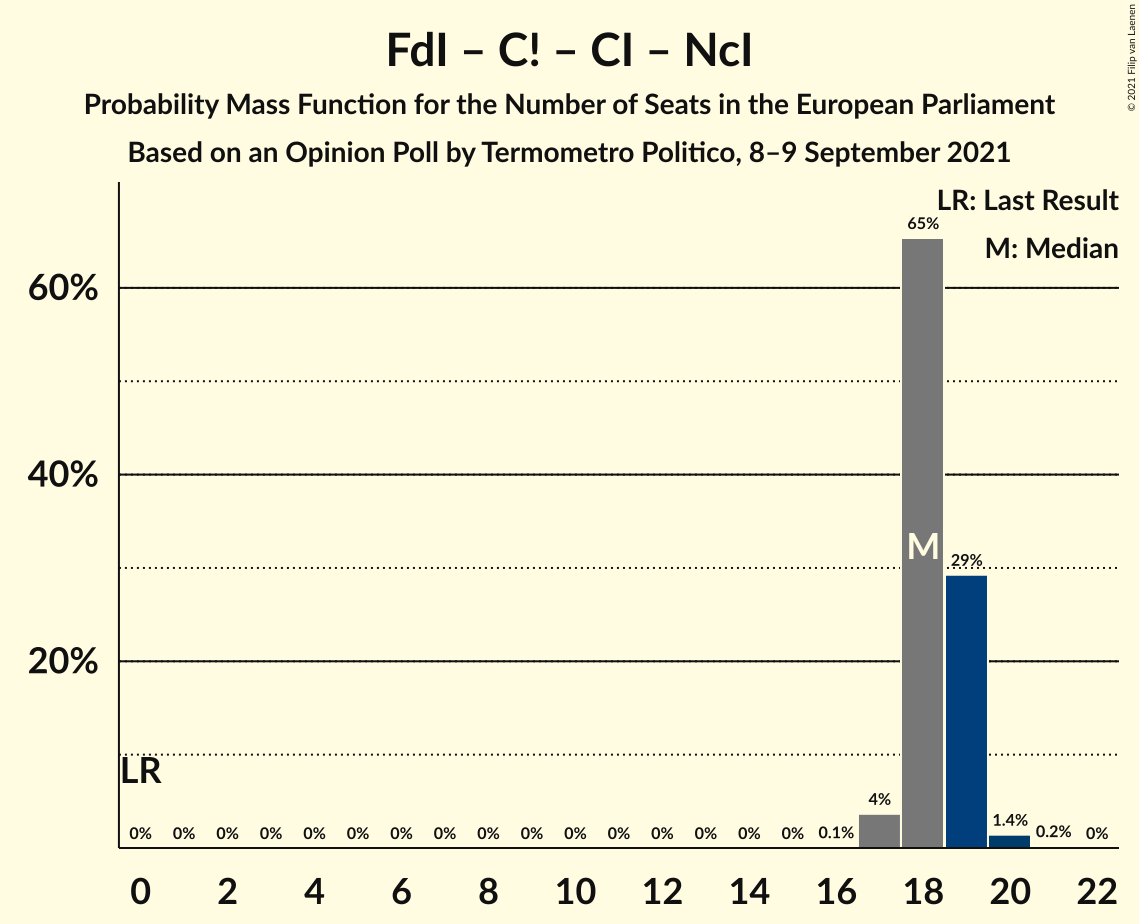 FdI – C! – CI – NcI
Probability Mass Function for the Number of Seats in the European Parliament
Based on an Opinion Poll by Termometro Politico, 8–9 September 2021
© 2021 Filip van Laenen
LR: Last Result
M: Median
65%
60%
40%
M
29%
20%
LR
4%
0% 0% 0% 0% 0% 0% 0% 0% 0% 0% 0% 0% 0% 0% 0% 0% 0.1% 1.4% 0.2% 0%
0 2 4 6 8 10 12 14 16 18 20 22